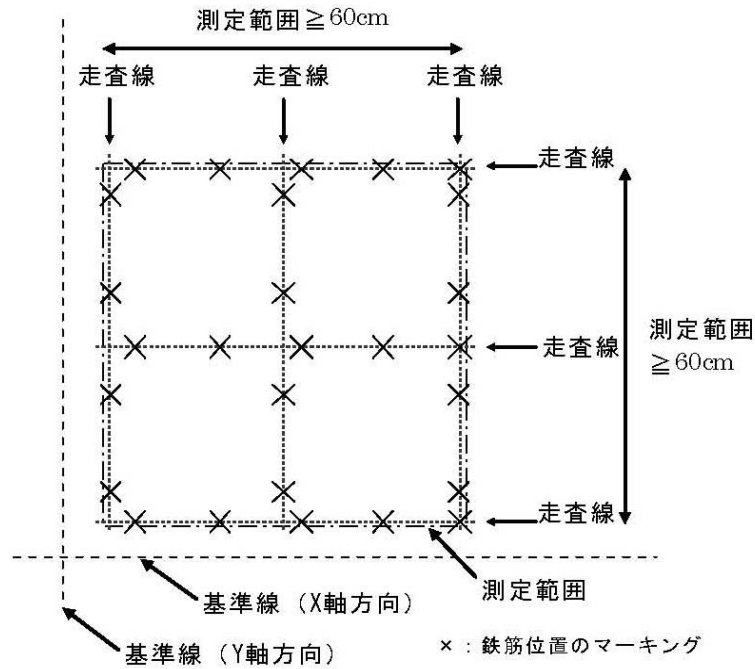 測定範囲≧60cm
走査線
走査線
走査線
走査線
測定範囲
≧60cm
走査線
走査線
測定範囲
基準線（X軸方向）
基準線（Y軸方向）
×：鉄筋位置のマーキング